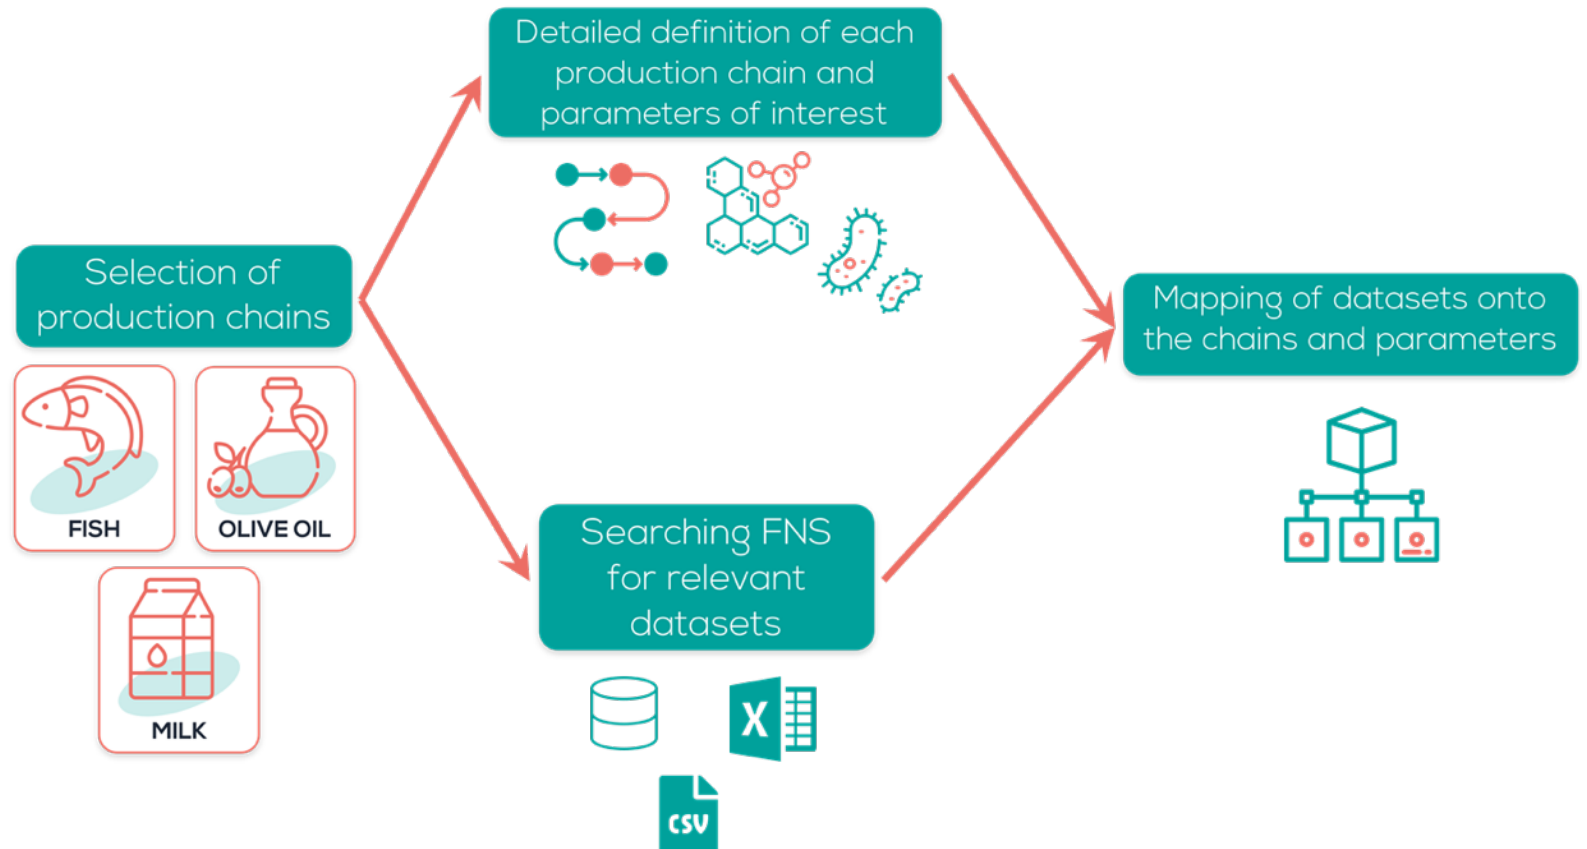 Detailed definition of each
production chain and
parameters of interest
Selection of
production chains
FISH
OLIVE OIL
MILK
Searching FNS
for relevant
datasets
X
CSV
Mapping of datasets onto
the chains and parameters